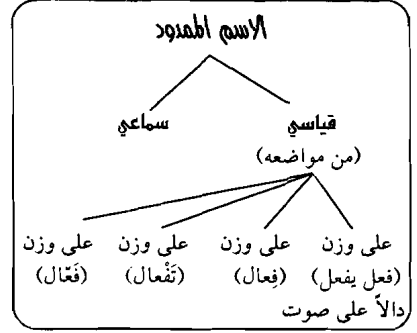 الاسم الممدود
قياسي سماعي
(من مواضعه)
على وزن على وزن على وزن على وزن
(فعل يفعل) (فِعال) (تَفْعال) (فَعّال)
دالاً على صوت